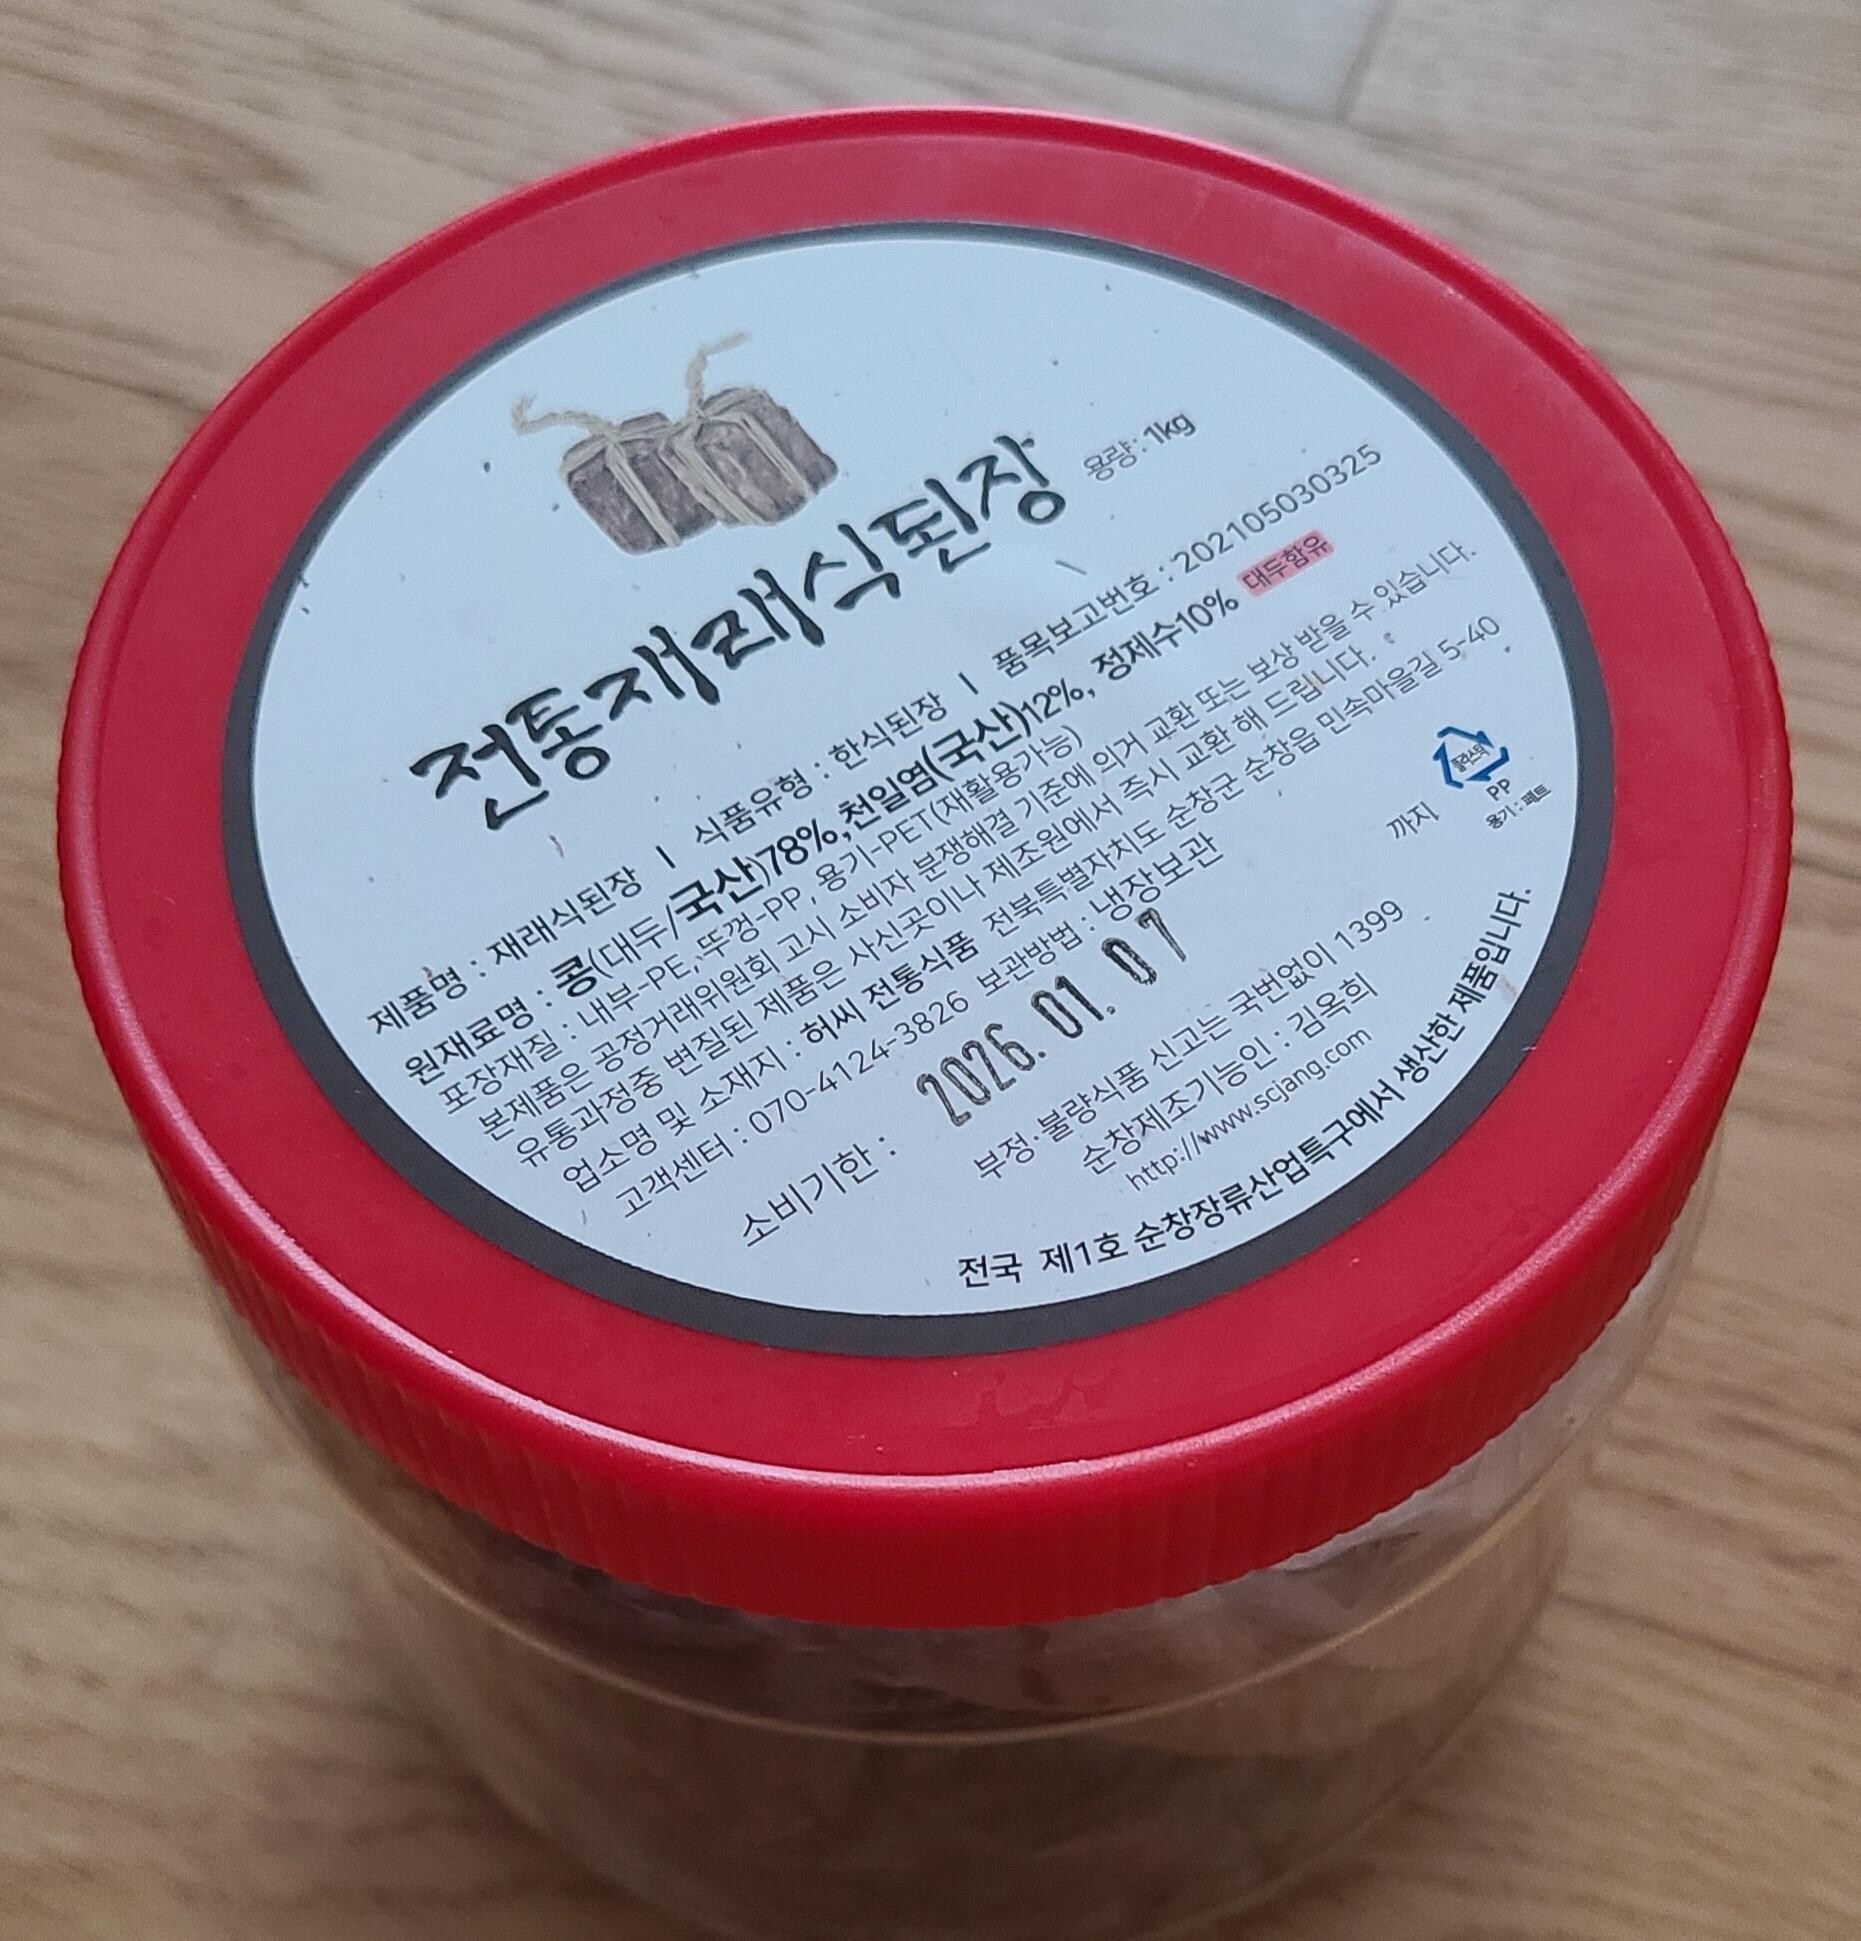 전통재래식된장 용량: 1kg
제품명 : 재래식된장 ㅣ 식품유형 : 한식된장 ㅣ 품목보고번호 : 202105030325
원재료명 : 콩(대두/국산)78%,천일염(국산)12%, 정제수10% 대두함유
포장재질 : 내부-PE, 뚜껑-PP, 용기-PET(재활용가능)
본제품은 공정거래위원회 고시 소비자 분쟁해결 기준에 의거 교환 또는 보상 받을 수 있습니다.
유통과정중 변질된 제품은 사신곳이나 제조원에서 즉시 교환 해 드립니다.
업소명 및 소재지 : 허씨 전통식품 전북특별자치도 순창군 순창읍 민속마을길 5-40
고객센터 : 070-4124-3826 보관방법 : 냉장보관
소비기한 : 2026. 01. 07 까지
플라스틱
PP
용기 : 페트
부정·불량식품 신고는 국번없이 1399
순창제조기능인 : 김옥희
http://www.scjang.com
전국 제1호 순창장류산업특구에서 생산한 제품입니다.